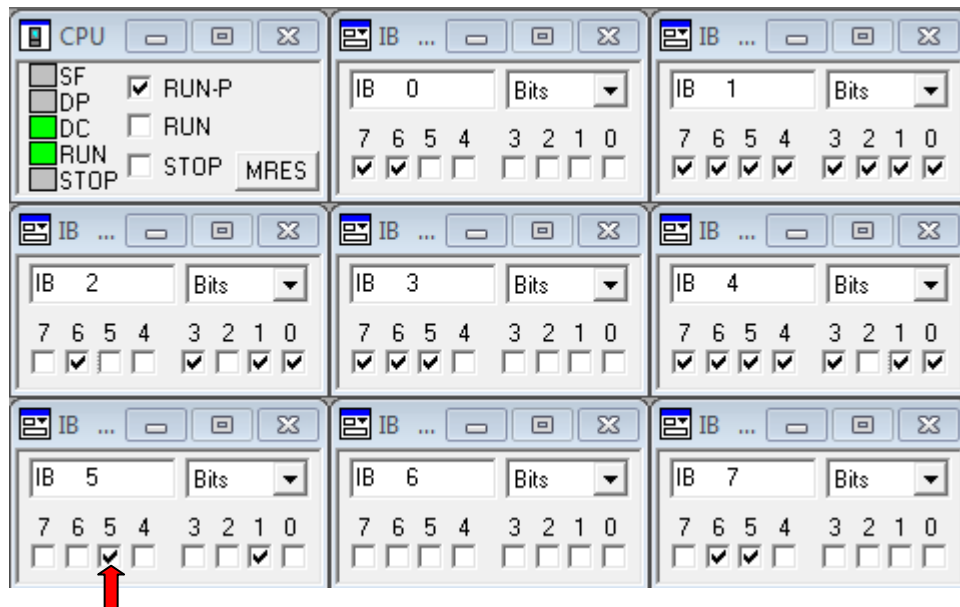 CPU
SF
DP
DC
RUN
STOP
RUN-P
RUN
STOP
MRES
IB ...
IB 0 Bits
7 6 5 4 3 2 1 0
IB ...
IB 1 Bits
7 6 5 4 3 2 1 0
IB ...
IB 2 Bits
7 6 5 4 3 2 1 0
IB ...
IB 3 Bits
7 6 5 4 3 2 1 0
IB ...
IB 4 Bits
7 6 5 4 3 2 1 0
IB ...
IB 5 Bits
7 6 5 4 3 2 1 0
IB ...
IB 6 Bits
7 6 5 4 3 2 1 0
IB ...
IB 7 Bits
7 6 5 4 3 2 1 0